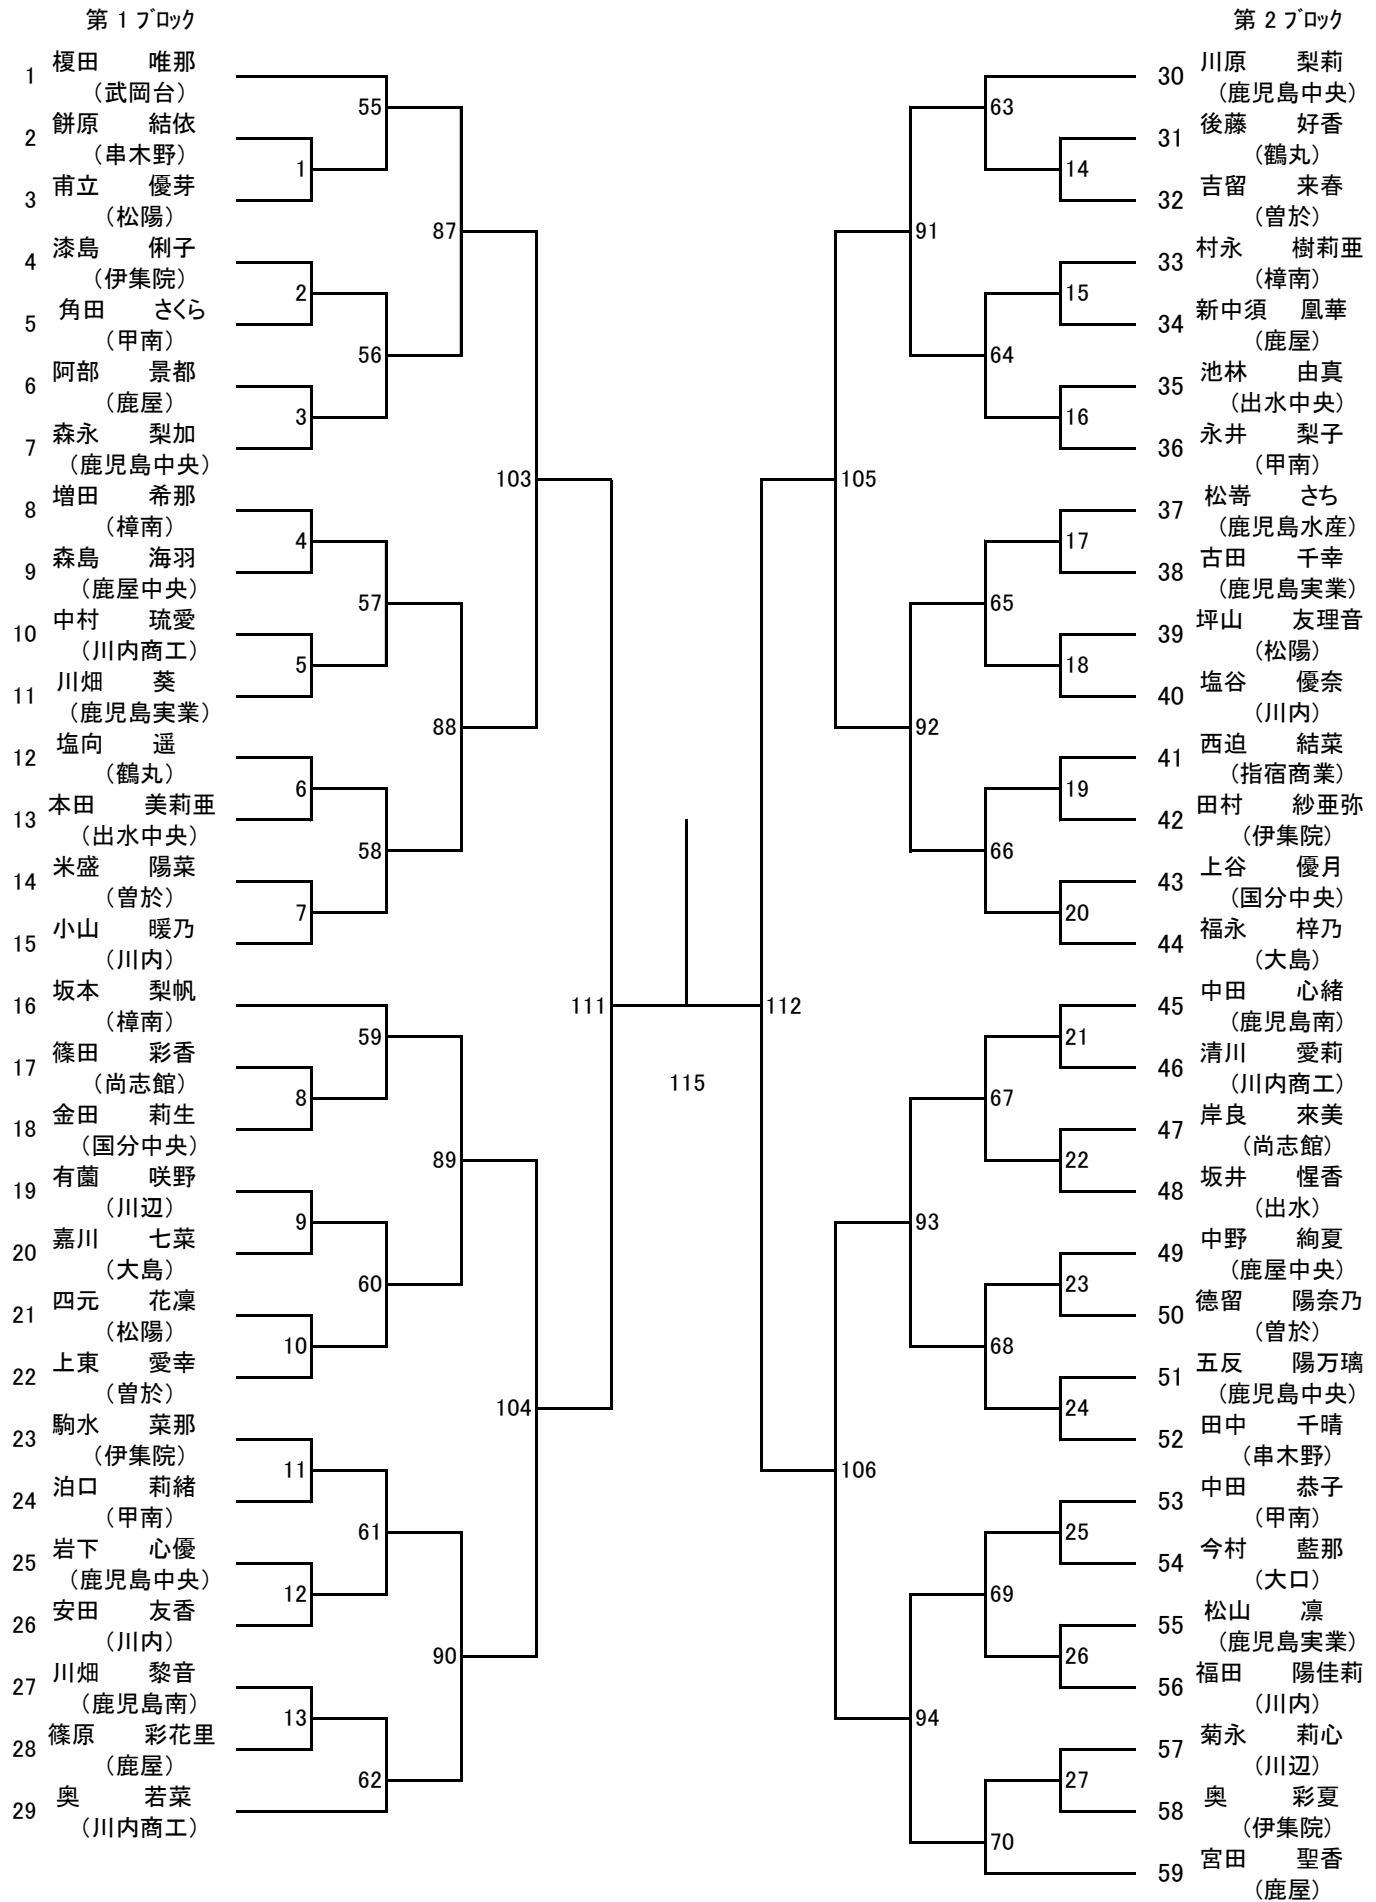 第1ブロック
1 榎田 唯那
（武岡台）
2 餅原 結依
（串木野）
3 甫立 優芽
（松陽）
4 漆島 俐子
（伊集院）
5 角田 さくら
（甲南）
6 阿部 景都
（鹿屋）
7 森永 梨加
（鹿児島中央）
8 増田 希那
（樟南）
9 森島 海羽
（鹿屋中央）
10 中村 琉愛
（川内商工）
11 川畑 葵
（鹿児島実業）
12 塩向 遥
（鶴丸）
13 本田 美莉亜
（出水中央）
14 米盛 陽菜
（曽於）
15 小山 暖乃
（川内）
16 坂本 梨帆
（樟南）
17 篠田 彩香
（尚志館）
18 金田 莉生
（国分中央）
19 有薗 咲野
（川辺）
20 嘉川 七菜
（大島）
21 四元 花凜
（松陽）
22 上東 愛幸
（曽於）
23 駒水 菜那
（伊集院）
24 泊口 莉緒
（甲南）
25 岩下 心優
（鹿児島中央）
26 安田 友香
（川内）
27 川畑 黎音
（鹿児島南）
28 篠原 彩花里
（鹿屋）
29 奥 若菜
（川内商工）
1
2
3
4
5
6
7
8
9
10
11
12
13
55
56
57
58
59
60
61
62
87
88
89
90
103
104
111
115
112
105
106
91
92
93
94
63
64
65
66
67
68
69
70
14
15
16
17
18
19
20
21
22
23
24
25
26
27
第2ブロック
30 川原 梨莉
（鹿児島中央）
31 後藤 好香
（鶴丸）
32 吉留 来春
（曽於）
33 村永 樹莉亜
（樟南）
34 新中須 凰華
（鹿屋）
35 池林 由真
（出水中央）
36 永井 梨子
（甲南）
37 松嵜 さち
（鹿児島水産）
38 古田 千幸
（鹿児島実業）
39 坪山 友理音
（松陽）
40 塩谷 優奈
（川内）
41 西迫 結菜
（指宿商業）
42 田村 紗亜弥
（伊集院）
43 上谷 優月
（国分中央）
44 福永 梓乃
（大島）
45 中田 心緒
（鹿児島南）
46 清川 愛莉
（川内商工）
47 岸良 來美
（尚志館）
48 坂井 惺香
（出水）
49 中野 絢夏
（鹿屋中央）
50 德留 陽奈乃
（曽於）
51 五反 陽万璃
（鹿児島中央）
52 田中 千晴
（串木野）
53 中田 恭子
（甲南）
54 今村 藍那
（大口）
55 松山 凛
（鹿児島実業）
56 福田 陽佳莉
（川内）
57 菊永 莉心
（川辺）
58 奥 彩夏
（伊集院）
59 宮田 聖香
（鹿屋）